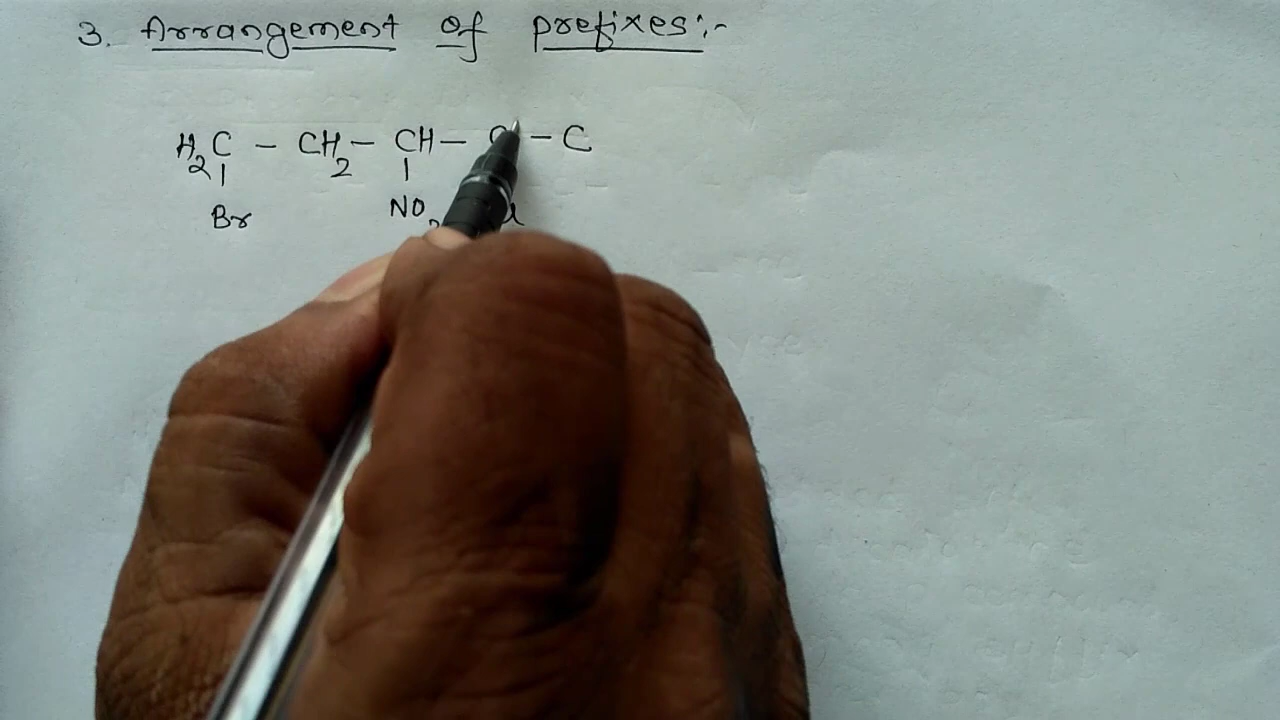 3. Arrangement of prefixes:-
H2C - CH2 - CH - C - C
Br NO2